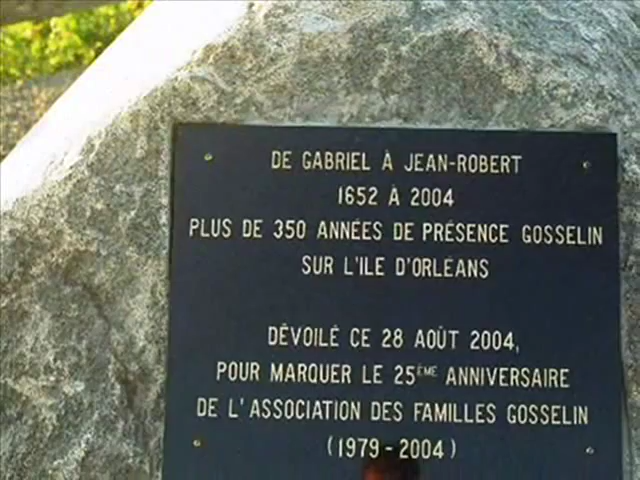 DE GABRIEL À JEAN-ROBERT
1652 À 2004
PLUS DE 350 ANNÉES DE PRÉSENCE GOSSELIN
SUR L'ILE D'ORLÉANS
DÉVOILÉ CE 28 AOÛT 2004,
POUR MARQUER LE 25ÈME ANNIVERSAIRE
DE L'ASSOCIATION DES FAMILLES GOSSELIN
(1979-2004)